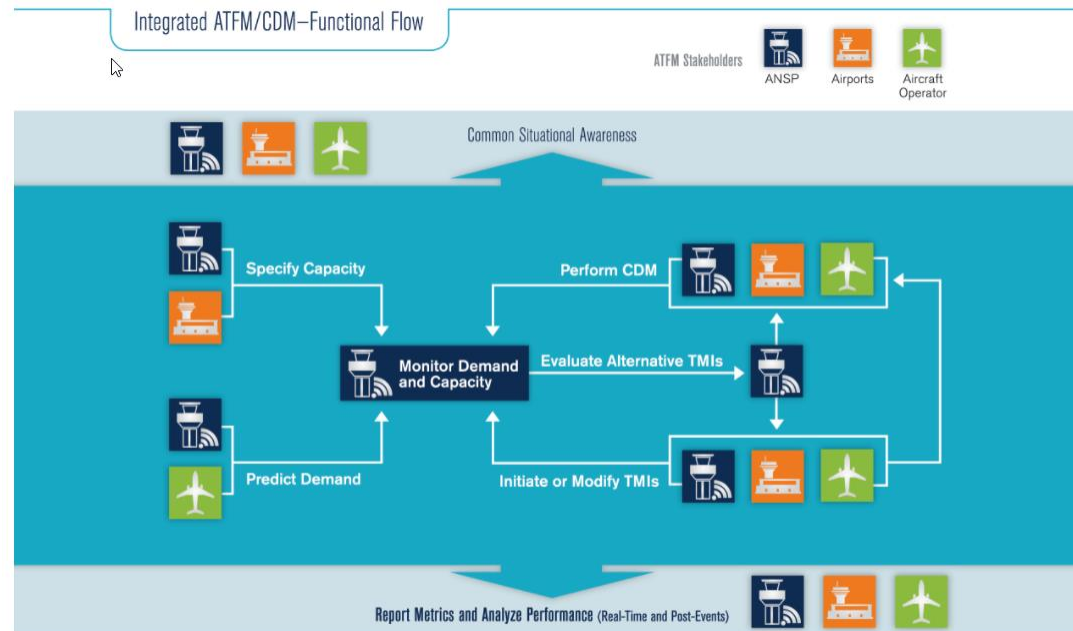 Integrated ATFM/CDM–Functional Flow
ATFM Stakeholders
ANSP
Airports
Aircraft
Operator
Common Situational Awareness
Specify Capacity
Perform CDM
Monitor Demand
and Capacity
Evaluate Alternative TMIs
Predict Demand
Initiate or Modify TMIs
Report Metrics and Analyze Performance (Real-Time and Post-Events)